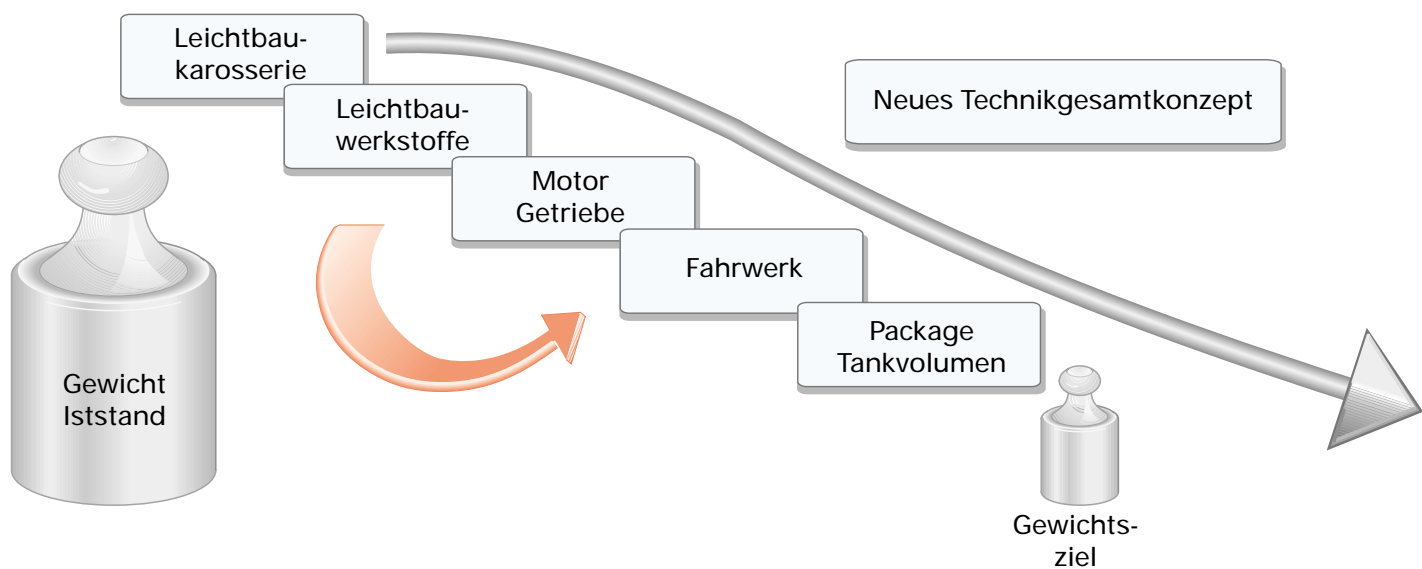 Leichtbau-
karosserie
Leichtbau-
werkstoffe
Neues Technikgesamtkonzept
Motor
Getriebe
Fahrwerk
Package
Tankvolumen
Gewicht
Iststand
Gewichts-
ziel